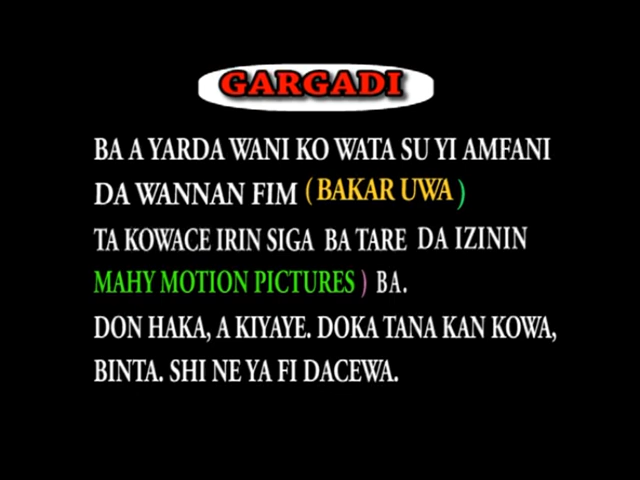 GARGADI
BA A YARDA WANI KO WATA SU YI AMFANI
DA WANNAN FIM ( BAKAR UWA )
TA KOWACE IRIN SIGA BA TARE DA IZININ
MAHY MOTION PICTURES ) BA.
DON HAKA, A KIYAYE. DOKA TANA KAN KOWA,
BINTA. SHI NE YA FI DACEWA.